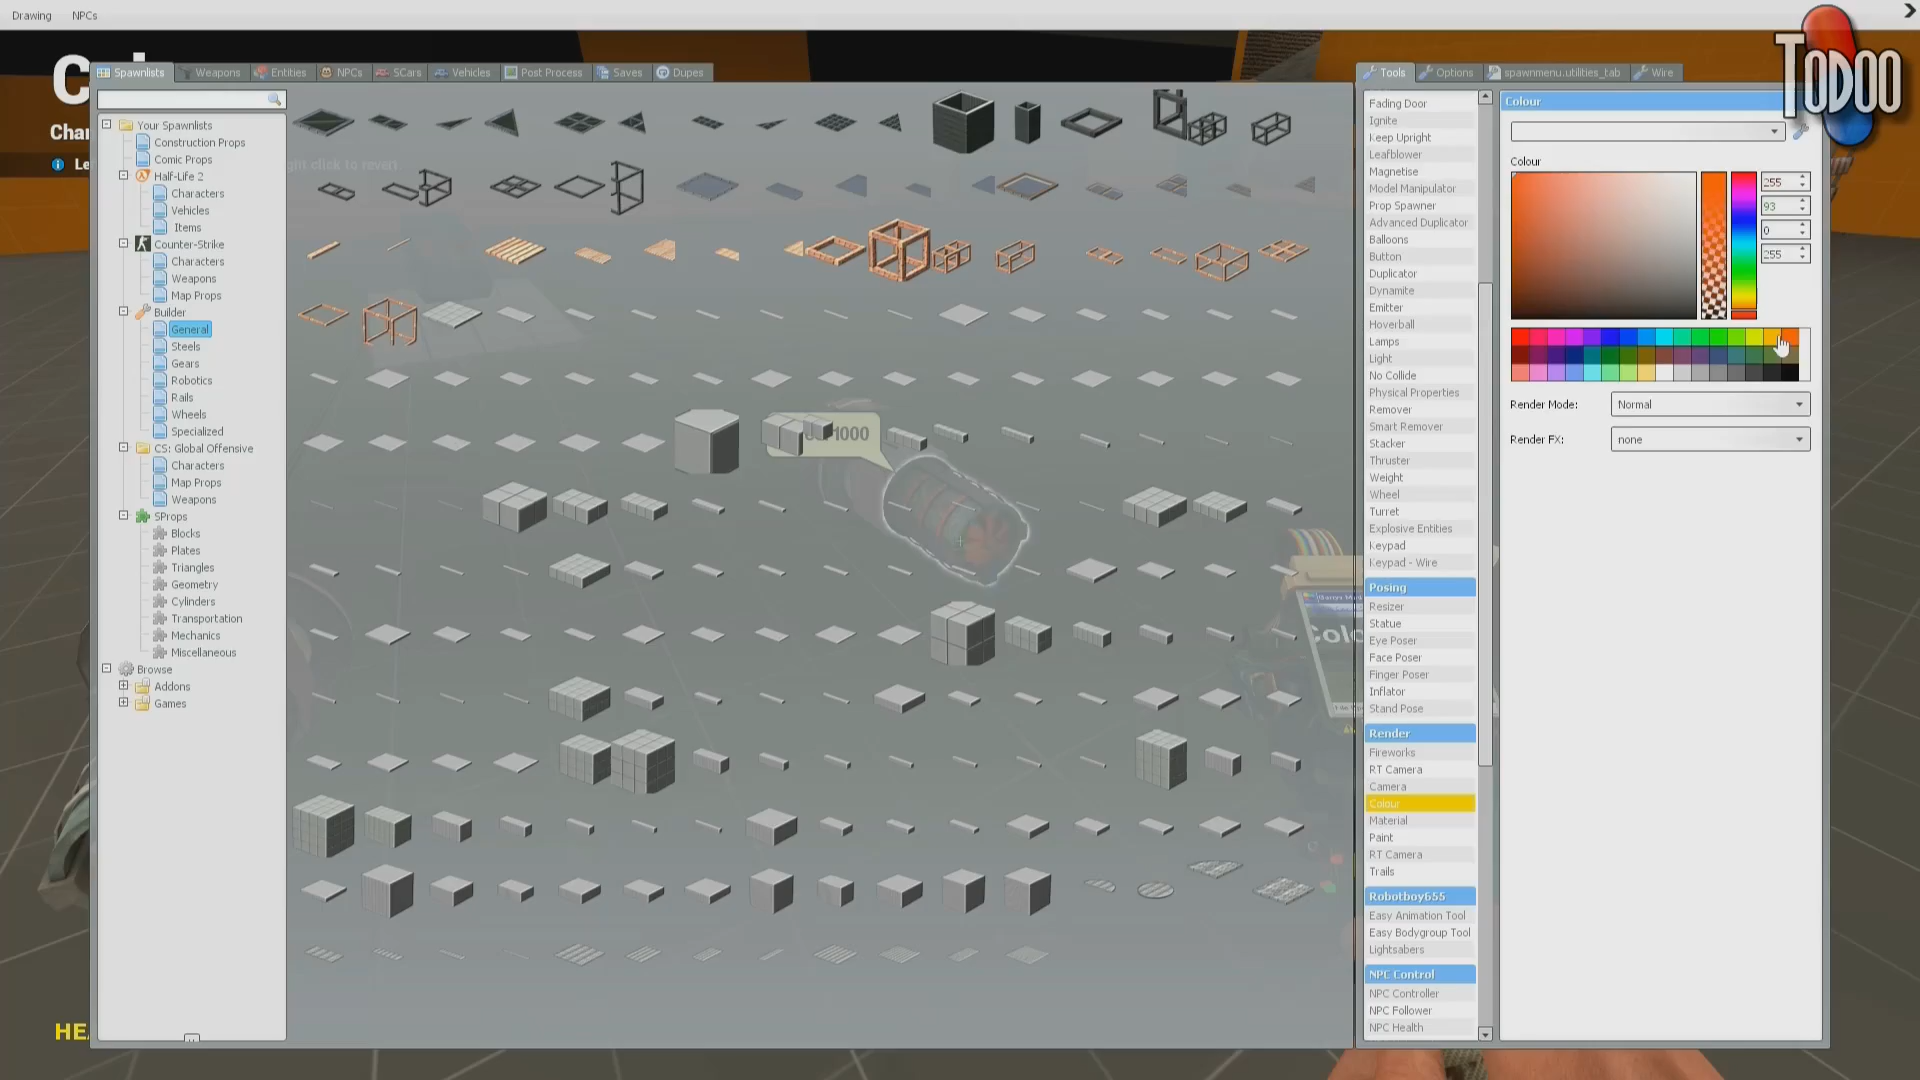 Drawing NPCs
TODOO
Spawnlists Weapons Entities NPCs SCars Vehicles Post Process Saves Dupes
Tools Options spawnmenu.utilities_tab Wire
Your Spawnlists
Construction Props
Comic Props
Half-Life 2
Characters
Vehicles
Items
Counter-Strike
Characters
Weapons
Map Props
Builder
General
Steels
Gears
Robotics
Rails
Wheels
Specialized
CS: Global Offensive
Characters
Map Props
Weapons
SProps
Blocks
Plates
Triangles
Geometry
Cylinders
Transportation
Mechanics
Miscellaneous
Browse
Addons
Games
ght click to revert.
1000
Fading Door
Ignite
Keep Upright
Leafblower
Magnetise
Model Manipulator
Prop Spawner
Advanced Duplicator
Balloons
Button
Duplicator
Dynamite
Emitter
Hoverball
Lamps
Light
No Collide
Physical Properties
Remover
Smart Remover
Stacker
Thruster
Weight
Wheel
Turret
Explosive Entities
Keypad
Keypad - Wire
Posing
Resizer
Statue
Eye Poser
Face Poser
Finger Poser
Inflator
Stand Pose
Render
Fireworks
RT Camera
Camera
Colour
Material
Paint
RT Camera
Trails
Robotboy655
Easy Animation Tool
Easy Bodygroup Tool
Lightsabers
NPC Control
NPC Controller
NPC Follower
NPC Health
Colour
Colour
255
93
0
255
Render Mode: Normal
Render FX: none